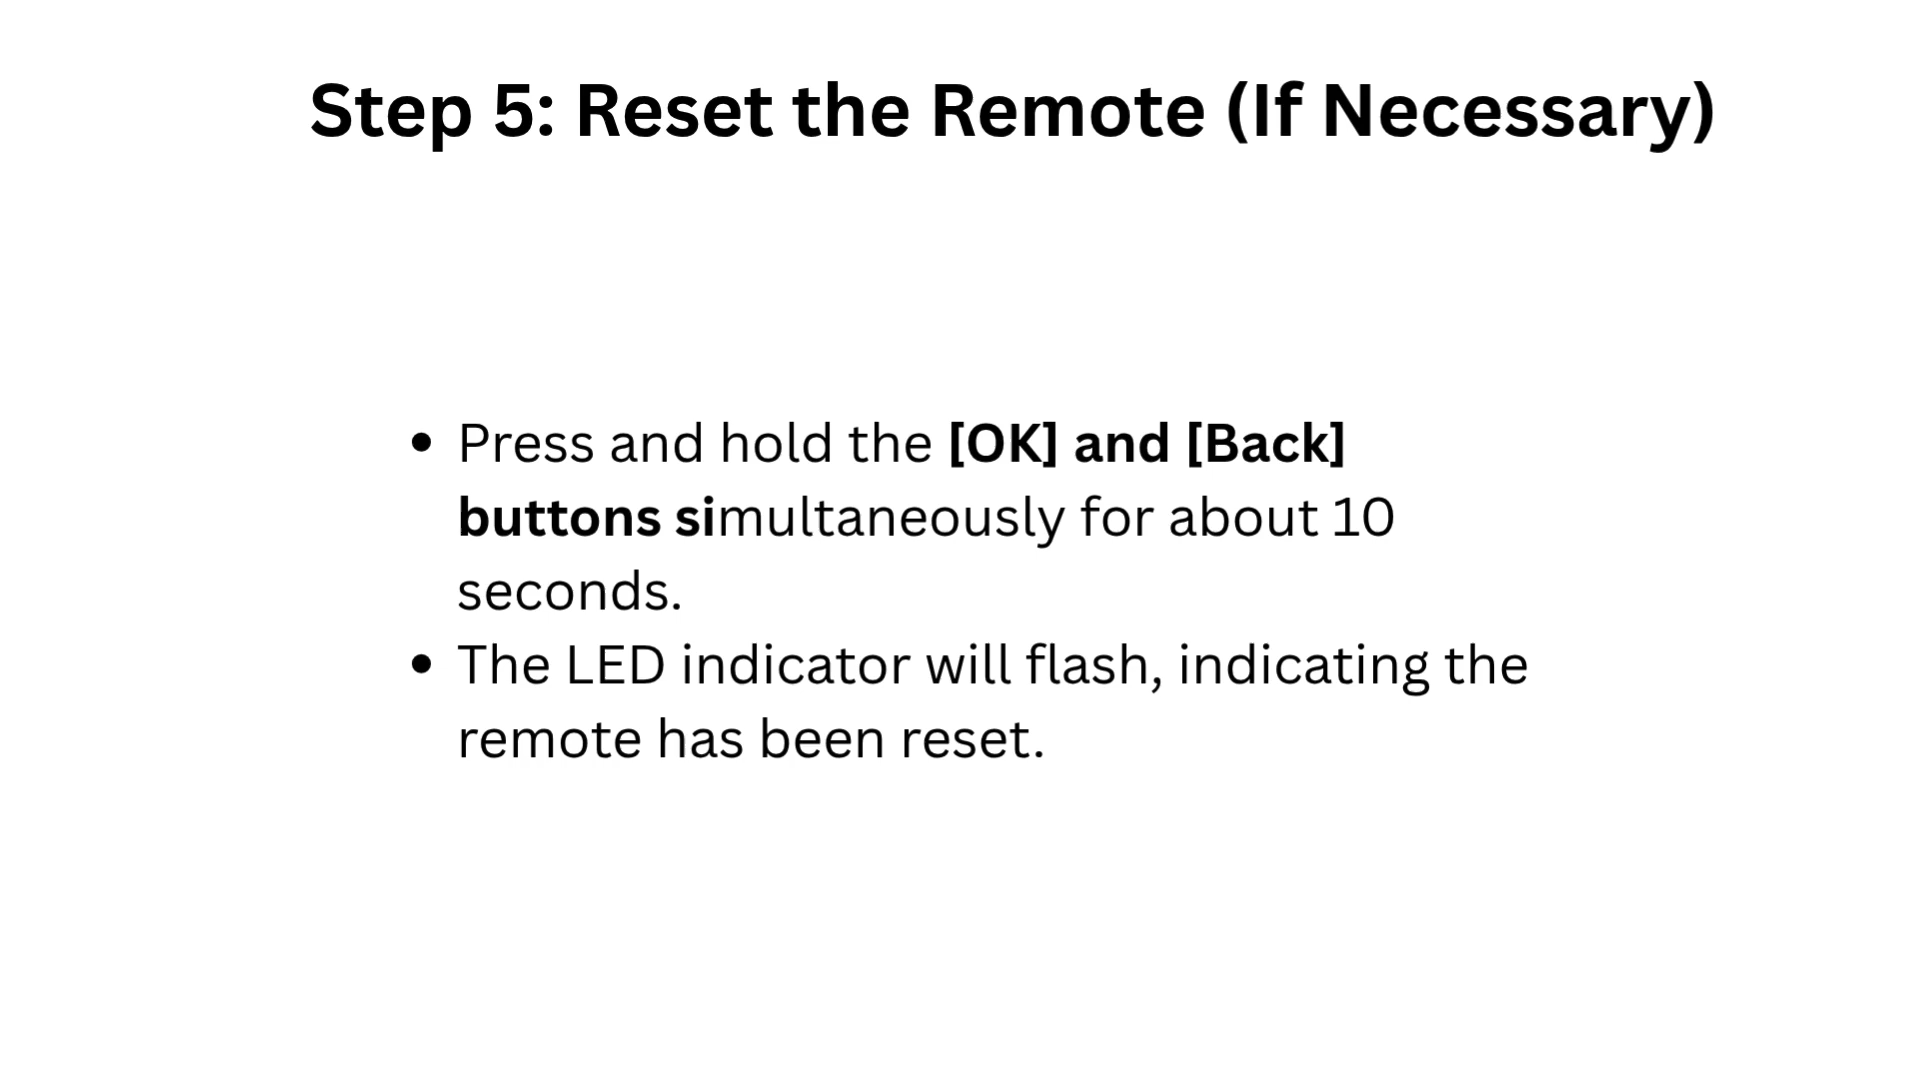 Step 5: Reset the Remote (If Necessary)
• Press and hold the [OK] and [Back]
buttons simultaneously for about 10
seconds.
• The LED indicator will flash, indicating the
remote has been reset.